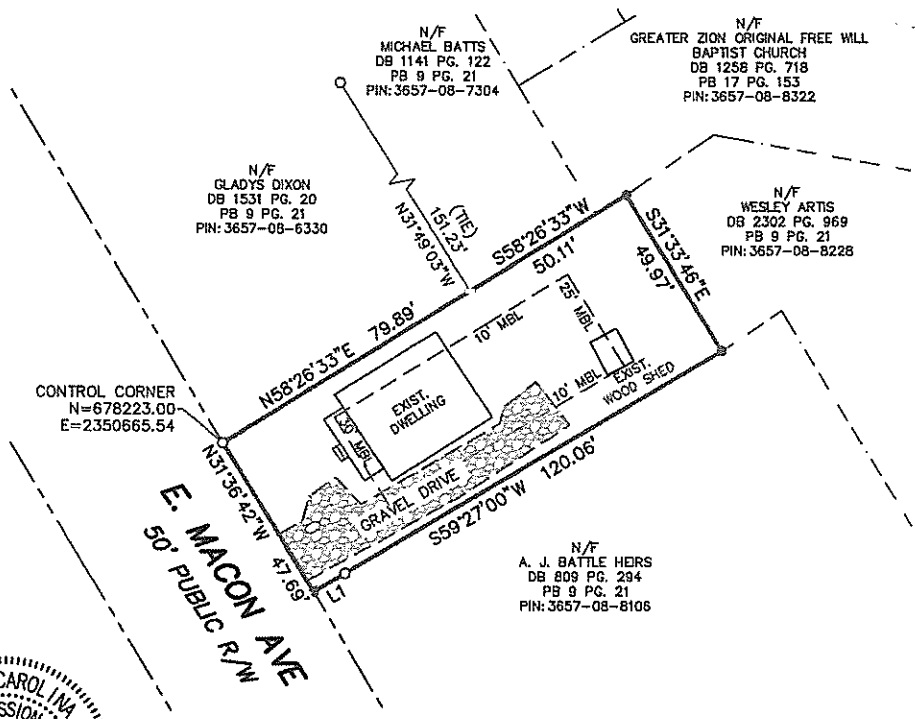 N/F
MICHAEL BATTS
DB 1141 PG. 122
PB 9 PG. 21
PIN: 3657-08-7304
N/F
GREATER ZION ORIGINAL FREE WILL
BAPTIST CHURCH
DB 1258 PG. 718
PB 17 PG. 153
PIN: 3657-08-8322
N/F
GLADYS DIXON
DB 1531 PG. 20
PB 9 PG. 21
PIN: 3657-08-6330
N/F
WESLEY ARTIS
DB 2302 PG. 969
PB 9 PG. 21
PIN: 3657-08-8228
(TIE)
151.23'
N31°49'03"W
S58°26'33"W
50.11'
S31°33'46"E
49.97'
N58°26'33"E 79.89'
10' MBL
25' MBL
EXIST.
WOOD SHED
10' MBL
EXIST.
DWELLING
30' MBL
CONTROL CORNER
N=678223.00
E=2350665.54
N31°36'42"W
47.69'
GRAVEL DRIVE
S59°27'00"W 120.06'
L1
E. MACON AVE
50' PUBLIC R/W
N/F
A. J. BATTLE HEIRS
DB 809 PG. 294
PB 9 PG. 21
PIN: 3657-08-8106
CAROLINA